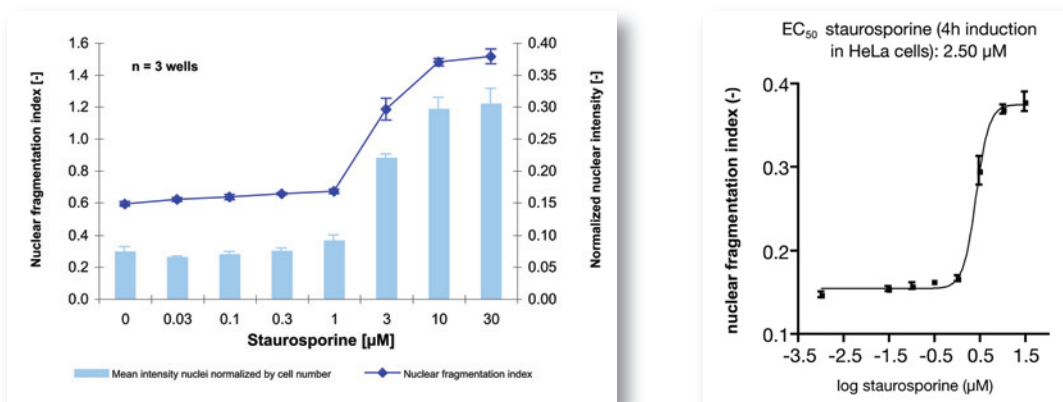 n = 3 wells
Nuclear fragmentation index [-]
1.6
1.4
1.2
1.0
0.8
0.6
0.4
0.2
0.0
0.40
0.35
0.30
0.25
0.20
0.15
0.10
0.05
0.00
Normalized nuclear intensity [-]
0 0.03 0.1 0.3 1 3 10 30
Staurosporine [µM]
Mean intensity nuclei normalized by cell number Nuclear fragmentation index
EC50 staurosporine (4h induction
in HeLa cells): 2.50 µM
nuclear fragmentation index (-)
0.4
0.3
0.2
0.1
-3.5 -2.5 -1.5 -0.5 0.5 1.5
log staurosporine (µM)